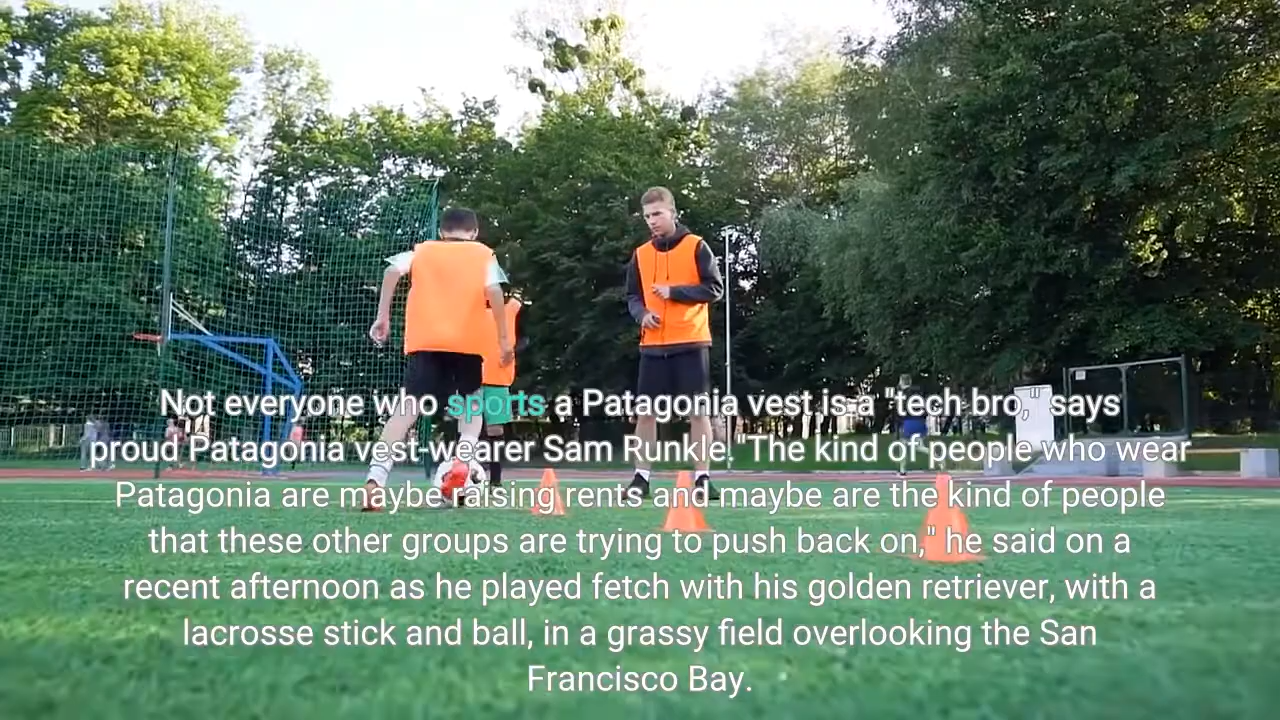 Not everyone who sports a Patagonia vest is a "tech bro," says
proud Patagonia vest-wearer Sam Runkle."The kind of people who wear
Patagonia are maybe raising rents and maybe are the kind of people
that these other groups are trying to push back on," he said on a
recent afternoon as he played fetch with his golden retriever, with a
lacrosse stick and ball, in a grassy field overlooking the San
Francisco Bay.